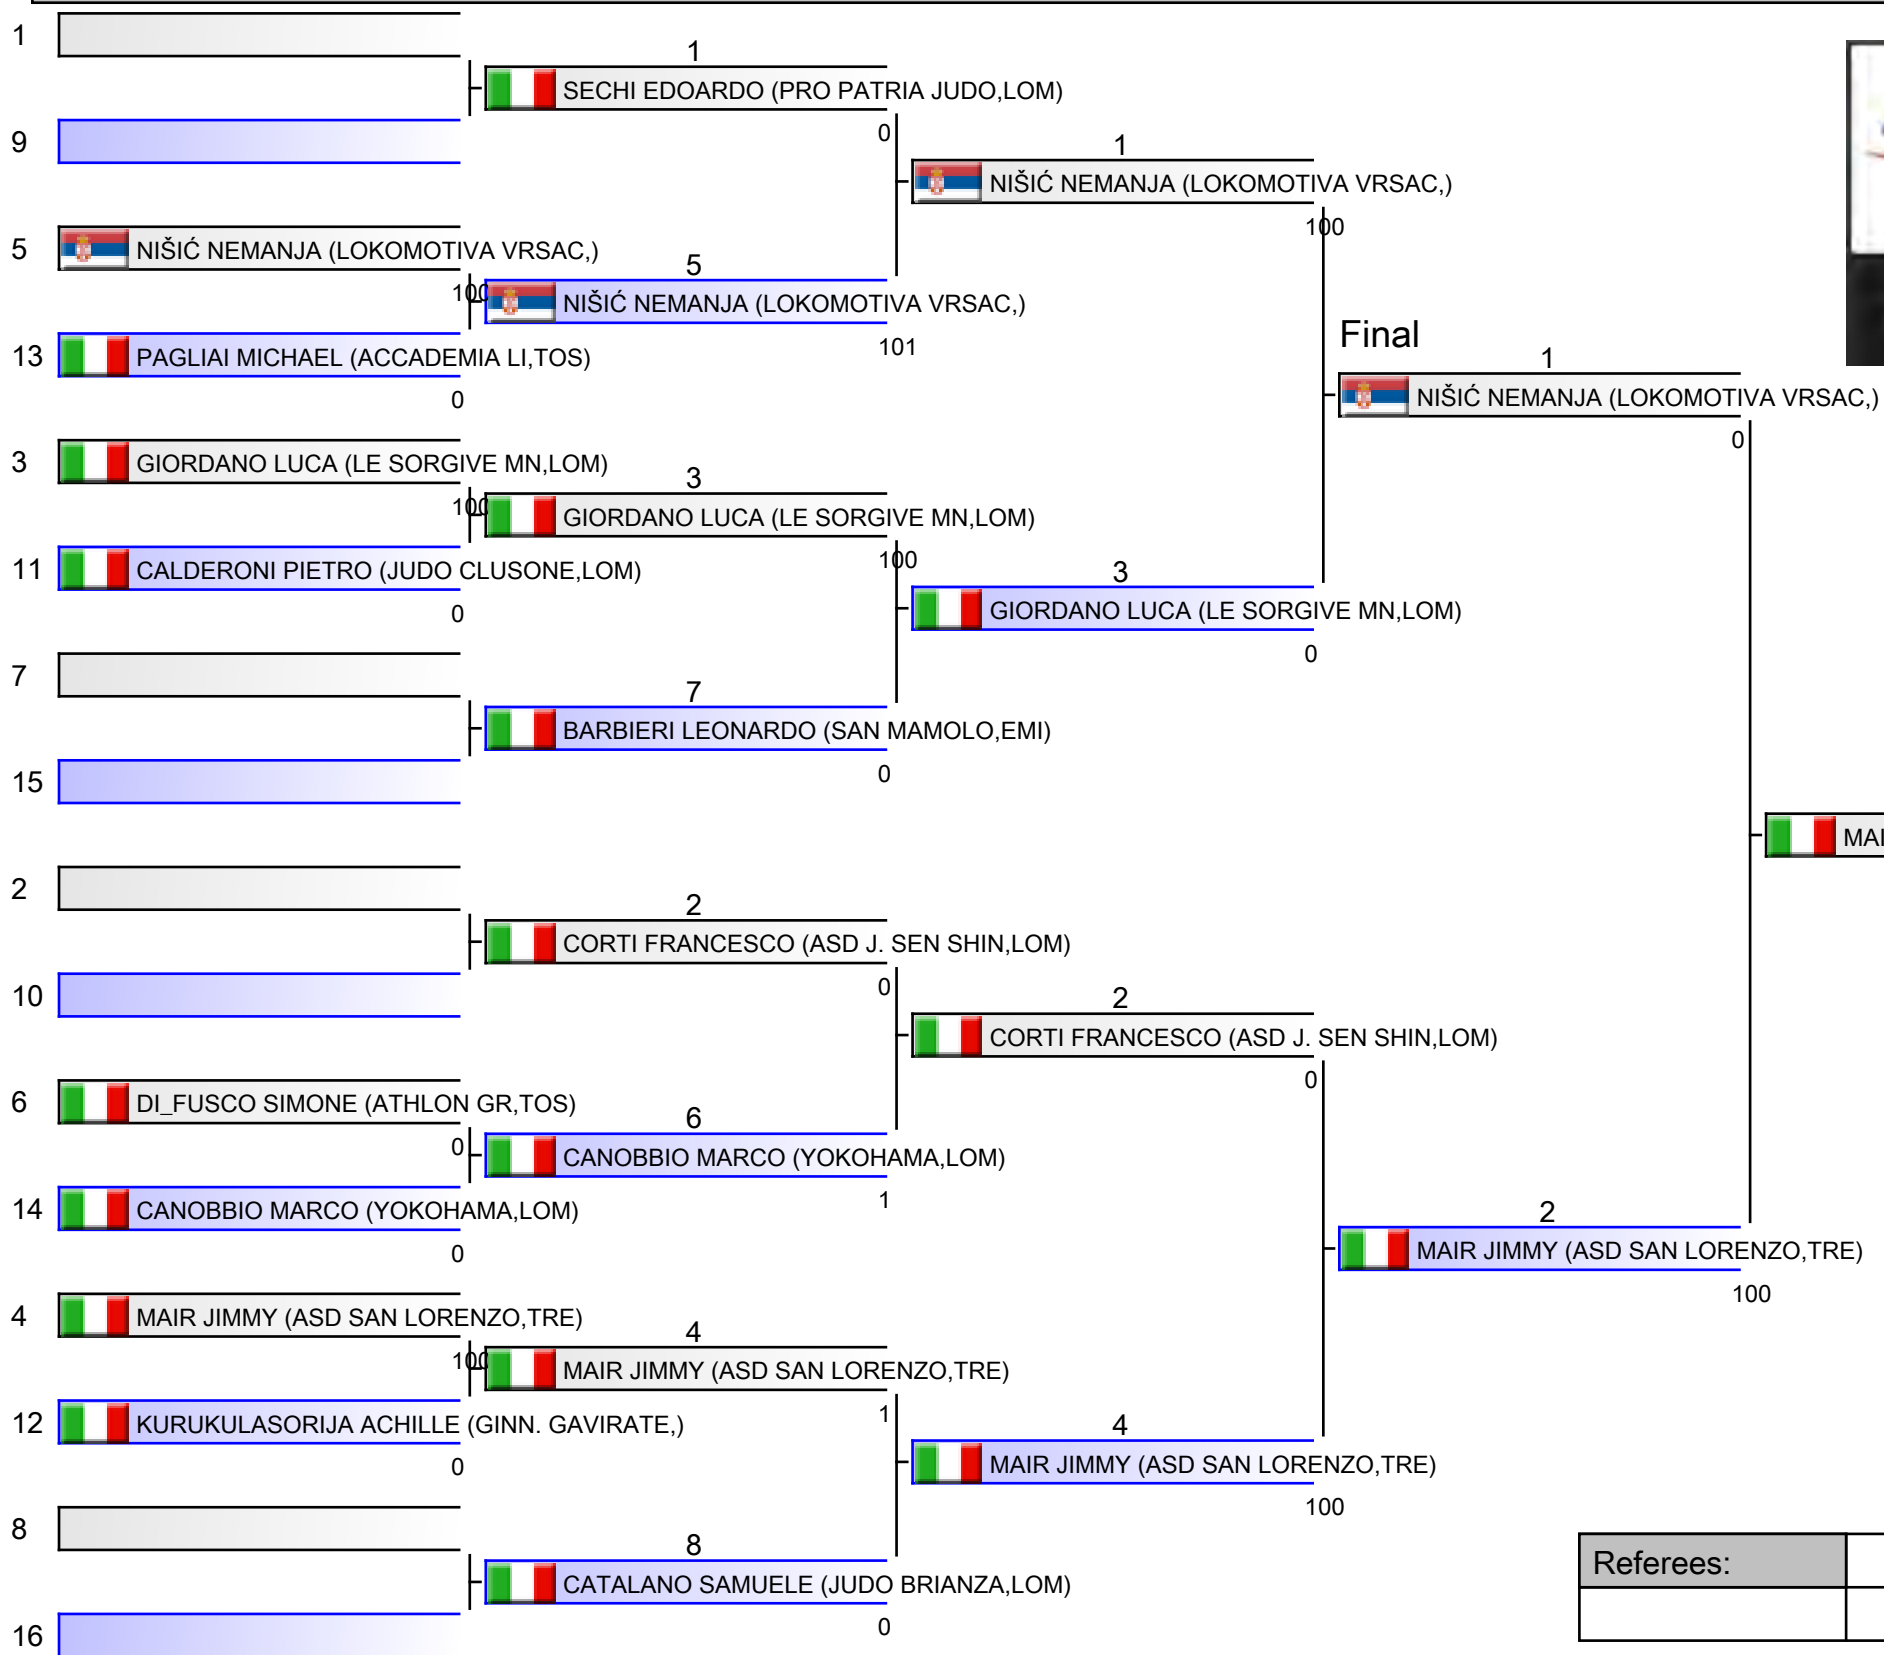 1
9
5 NIŠIĆ NEMANJA (LOKOMOTIVA VRSAC,)
100
13 PAGLIAI MICHAEL (ACCADEMIA LI,TOS)
0
3 GIORDANO LUCA (LE SORGIVE MN,LOM)
100
11 CALDERONI PIETRO (JUDO CLUSONE,LOM)
0
7
15
2
10
6 DI_FUSCO SIMONE (ATHLON GR,TOS)
0
14 CANOBBIO MARCO (YOKOHAMA,LOM)
0
4 MAIR JIMMY (ASD SAN LORENZO,TRE)
100
12 KURUKULASORIJA ACHILLE (GINN. GAVIRATE,)
0
8
16
1
SECHI EDOARDO (PRO PATRIA JUDO,LOM)
0
5
NIŠIĆ NEMANJA (LOKOMOTIVA VRSAC,)
101
3
GIORDANO LUCA (LE SORGIVE MN,LOM)
100
7
BARBIERI LEONARDO (SAN MAMOLO,EMI)
0
2
CORTI FRANCESCO (ASD J. SEN SHIN,LOM)
0
6
CANOBBIO MARCO (YOKOHAMA,LOM)
1
4
MAIR JIMMY (ASD SAN LORENZO,TRE)
1
8
CATALANO SAMUELE (JUDO BRIANZA,LOM)
0
1
NIŠIĆ NEMANJA (LOKOMOTIVA VRSAC,)
100
3
GIORDANO LUCA (LE SORGIVE MN,LOM)
0
2
CORTI FRANCESCO (ASD J. SEN SHIN,LOM)
0
4
MAIR JIMMY (ASD SAN LORENZO,TRE)
100
Final
1
NIŠIĆ NEMANJA (LOKOMOTIVA VRSAC,)
0
2
MAIR JIMMY (ASD SAN LORENZO,TRE)
100
Referees: